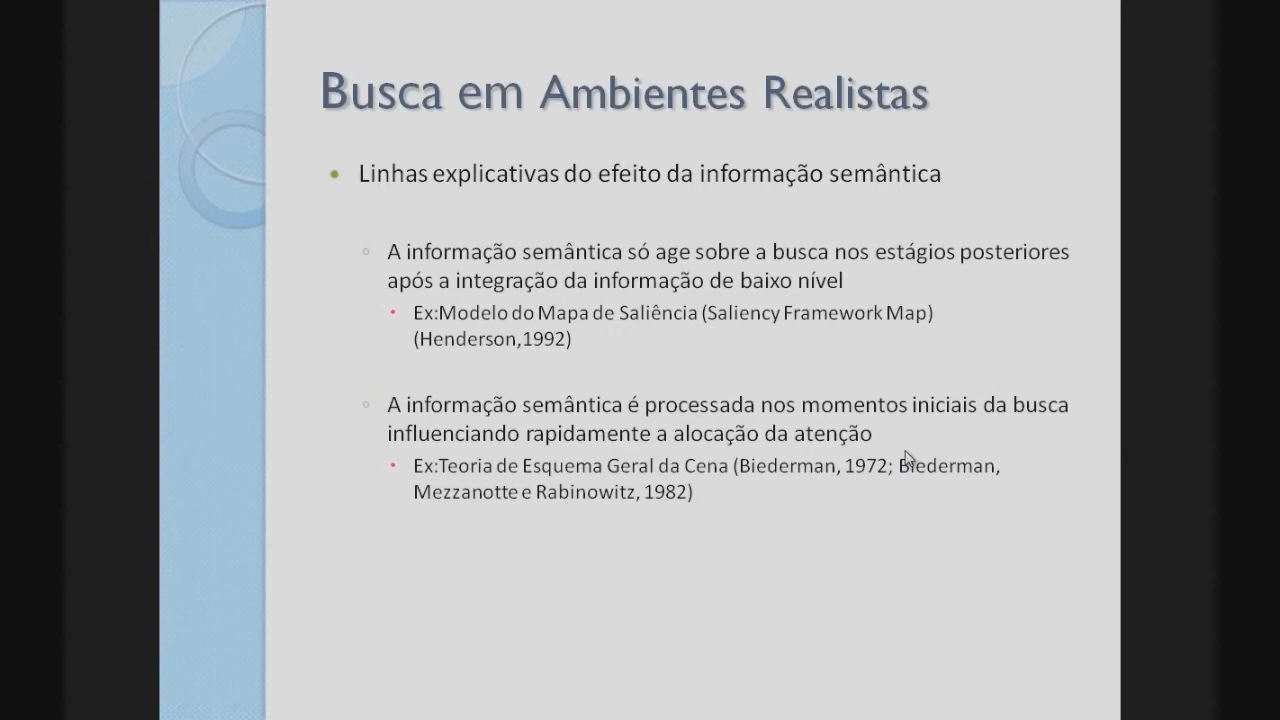 Busca em Ambientes Realistas
Linhas explicativas do efeito da informação semântica
A informação semântica só age sobre a busca nos estágios posteriores
após a integração da informação de baixo nível
Ex:Modelo do Mapa de Saliência (Saliency Framework Map)
(Henderson,1992)
A informação semântica é processada nos momentos iniciais da busca
influenciando rapidamente a alocação da atenção
Ex:Teoria de Esquema Geral da Cena (Biederman, 1972; Biederman,
Mezzanotte e Rabinowitz, 1982)